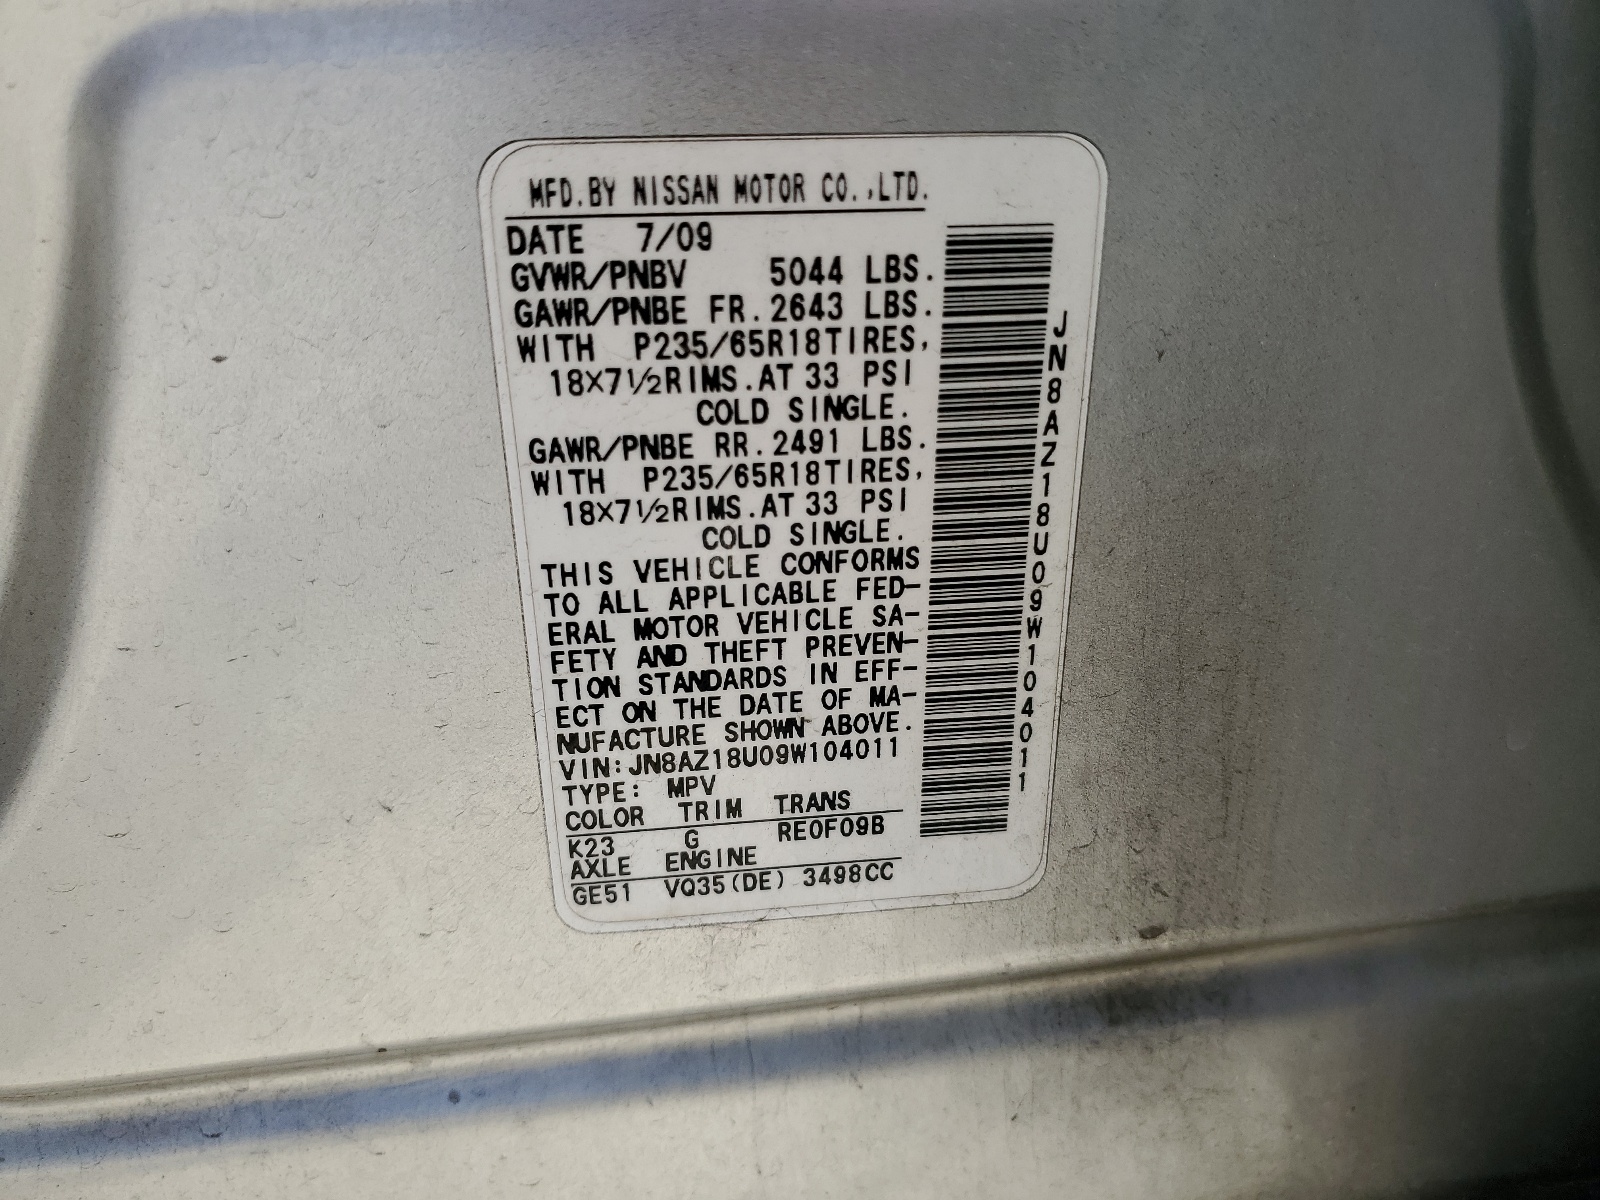 MFD.BY NISSAN MOTOR CO.,LTD.
DATE 7/09
GVWR/PNBV 5044 LBS.
GAWR/PNBE FR.2643 LBS.
WITH P235/65R18TIRES,
18×7½RIMS.AT 33 PSI
COLD SINGLE.
GAWR/PNBE RR.2491 LBS.
WITH P235/65R18TIRES,
18×7½RIMS.AT 33 PSI
COLD SINGLE.
THIS VEHICLE CONFORMS
TO ALL APPLICABLE FED-
ERAL MOTOR VEHICLE SA-
FETY AND THEFT PREVEN-
TION STANDARDS IN EFF-
ECT ON THE DATE OF MA-
NUFACTURE SHOWN ABOVE.
VIN:JN8AZ18U09W104011
TYPE: MPV
COLOR TRIM TRANS
K23 G RE0F09B
AXLE ENGINE
GE51 VQ35(DE) 3498CC
JN8AZ18U09W104011